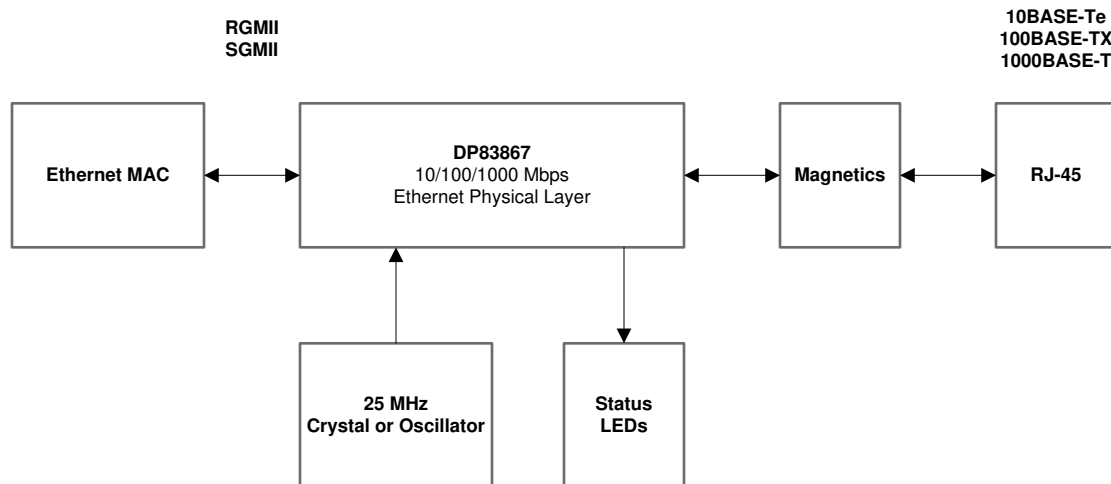 RGMII
SGMII
10BASE-Te
100BASE-TX
1000BASE-T
Ethernet MAC
DP83867
10/100/1000 Mbps
Ethernet Physical Layer
Magnetics
RJ-45
25 MHz
Crystal or Oscillator
Status
LEDs